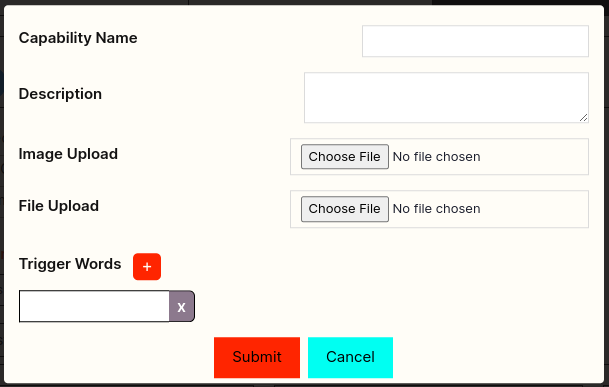 Capability Name
Description
Image Upload
Choose File No file chosen
File Upload
Choose File No file chosen
Trigger Words +
X
Submit Cancel